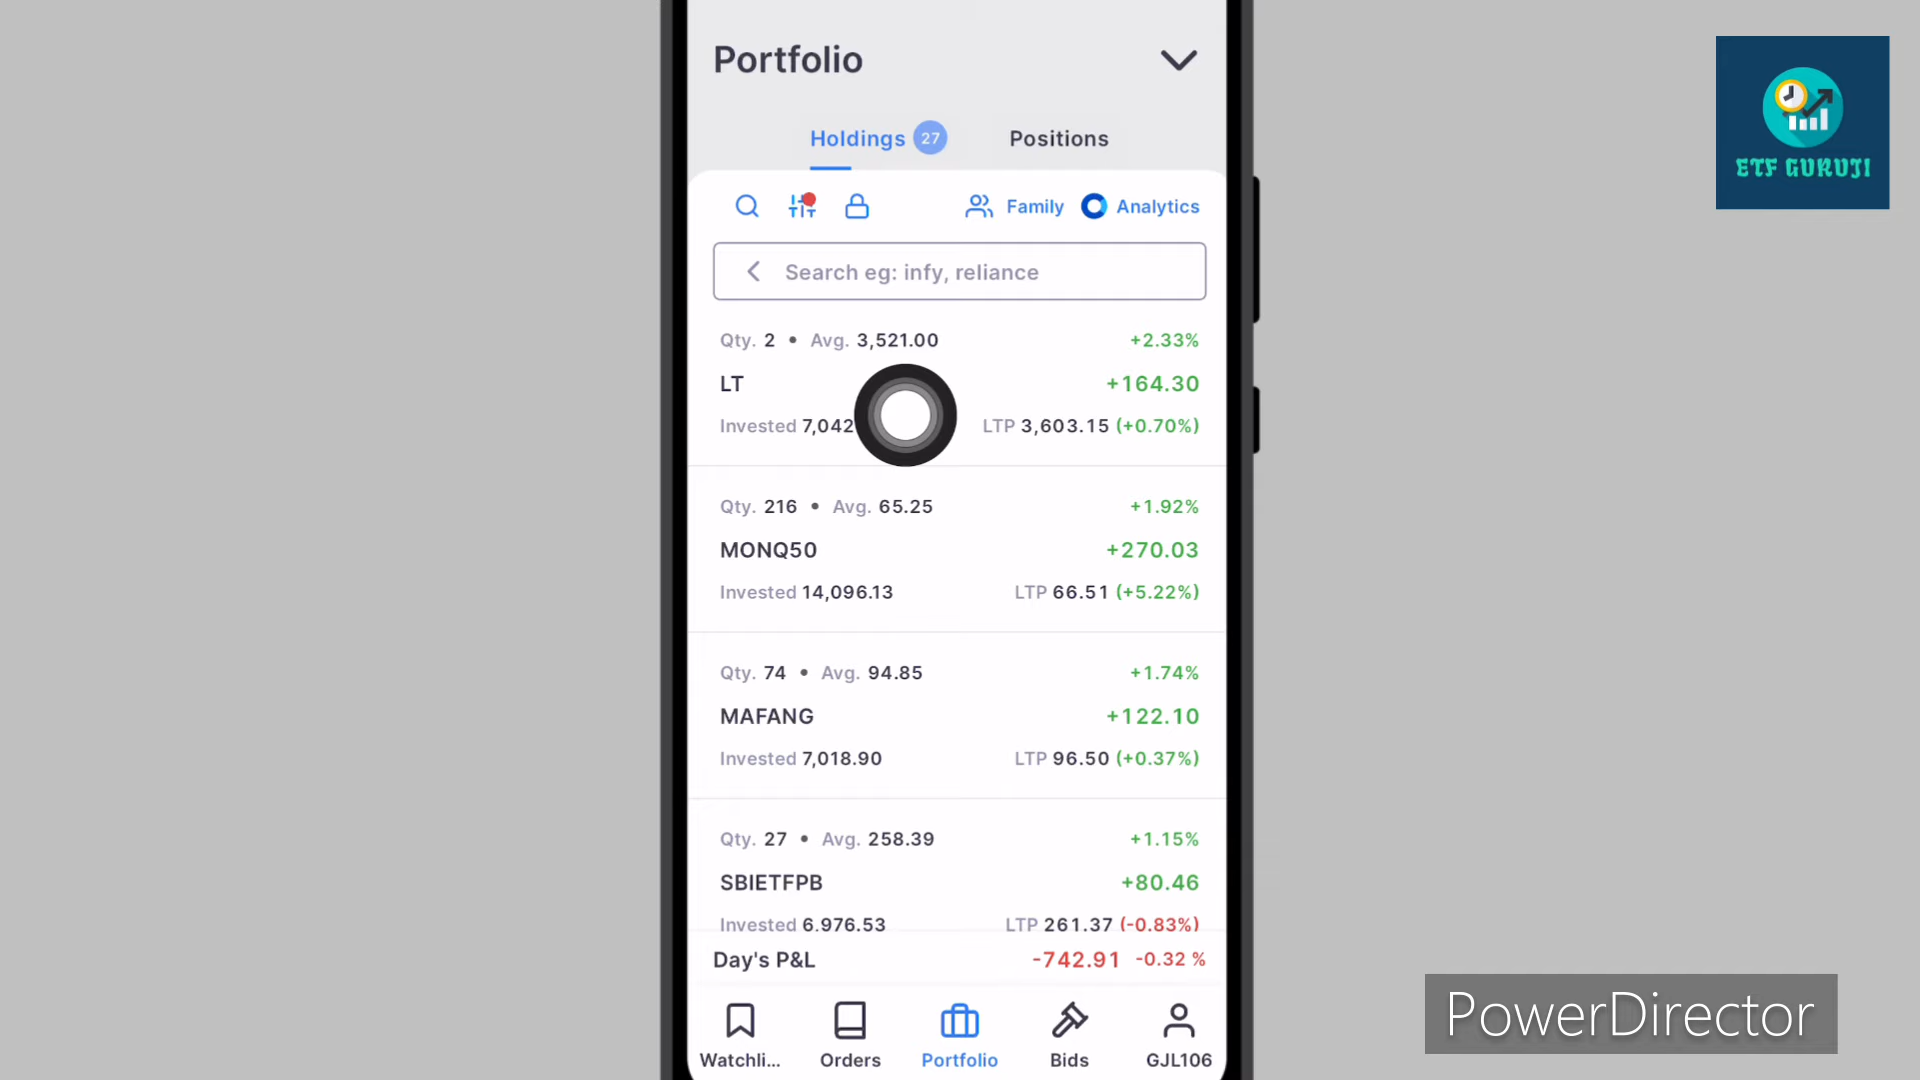 Portfolio
Holdings 27 Positions
Family Analytics
Search eg: infy, reliance
Qty. 2 • Avg. 3,521.00 +2.33%
LT +164.30
Invested 7,042 LTP 3,603.15 (+0.70%)
Qty. 216 • Avg. 65.25 +1.92%
MONQ50 +270.03
Invested 14,096.13 LTP 66.51 (+5.22%)
Qty. 74 • Avg. 94.85 +1.74%
MAFANG +122.10
Invested 7,018.90 LTP 96.50 (+0.37%)
Qty. 27 • Avg. 258.39 +1.15%
SBIETFPB +80.46
Invested 6,976.53 LTP 261.37 (-0.83%)
Day's P&L -742.91 -0.32 %
Watchli... Orders Portfolio Bids GJL106
ETF GURUJI
PowerDirector